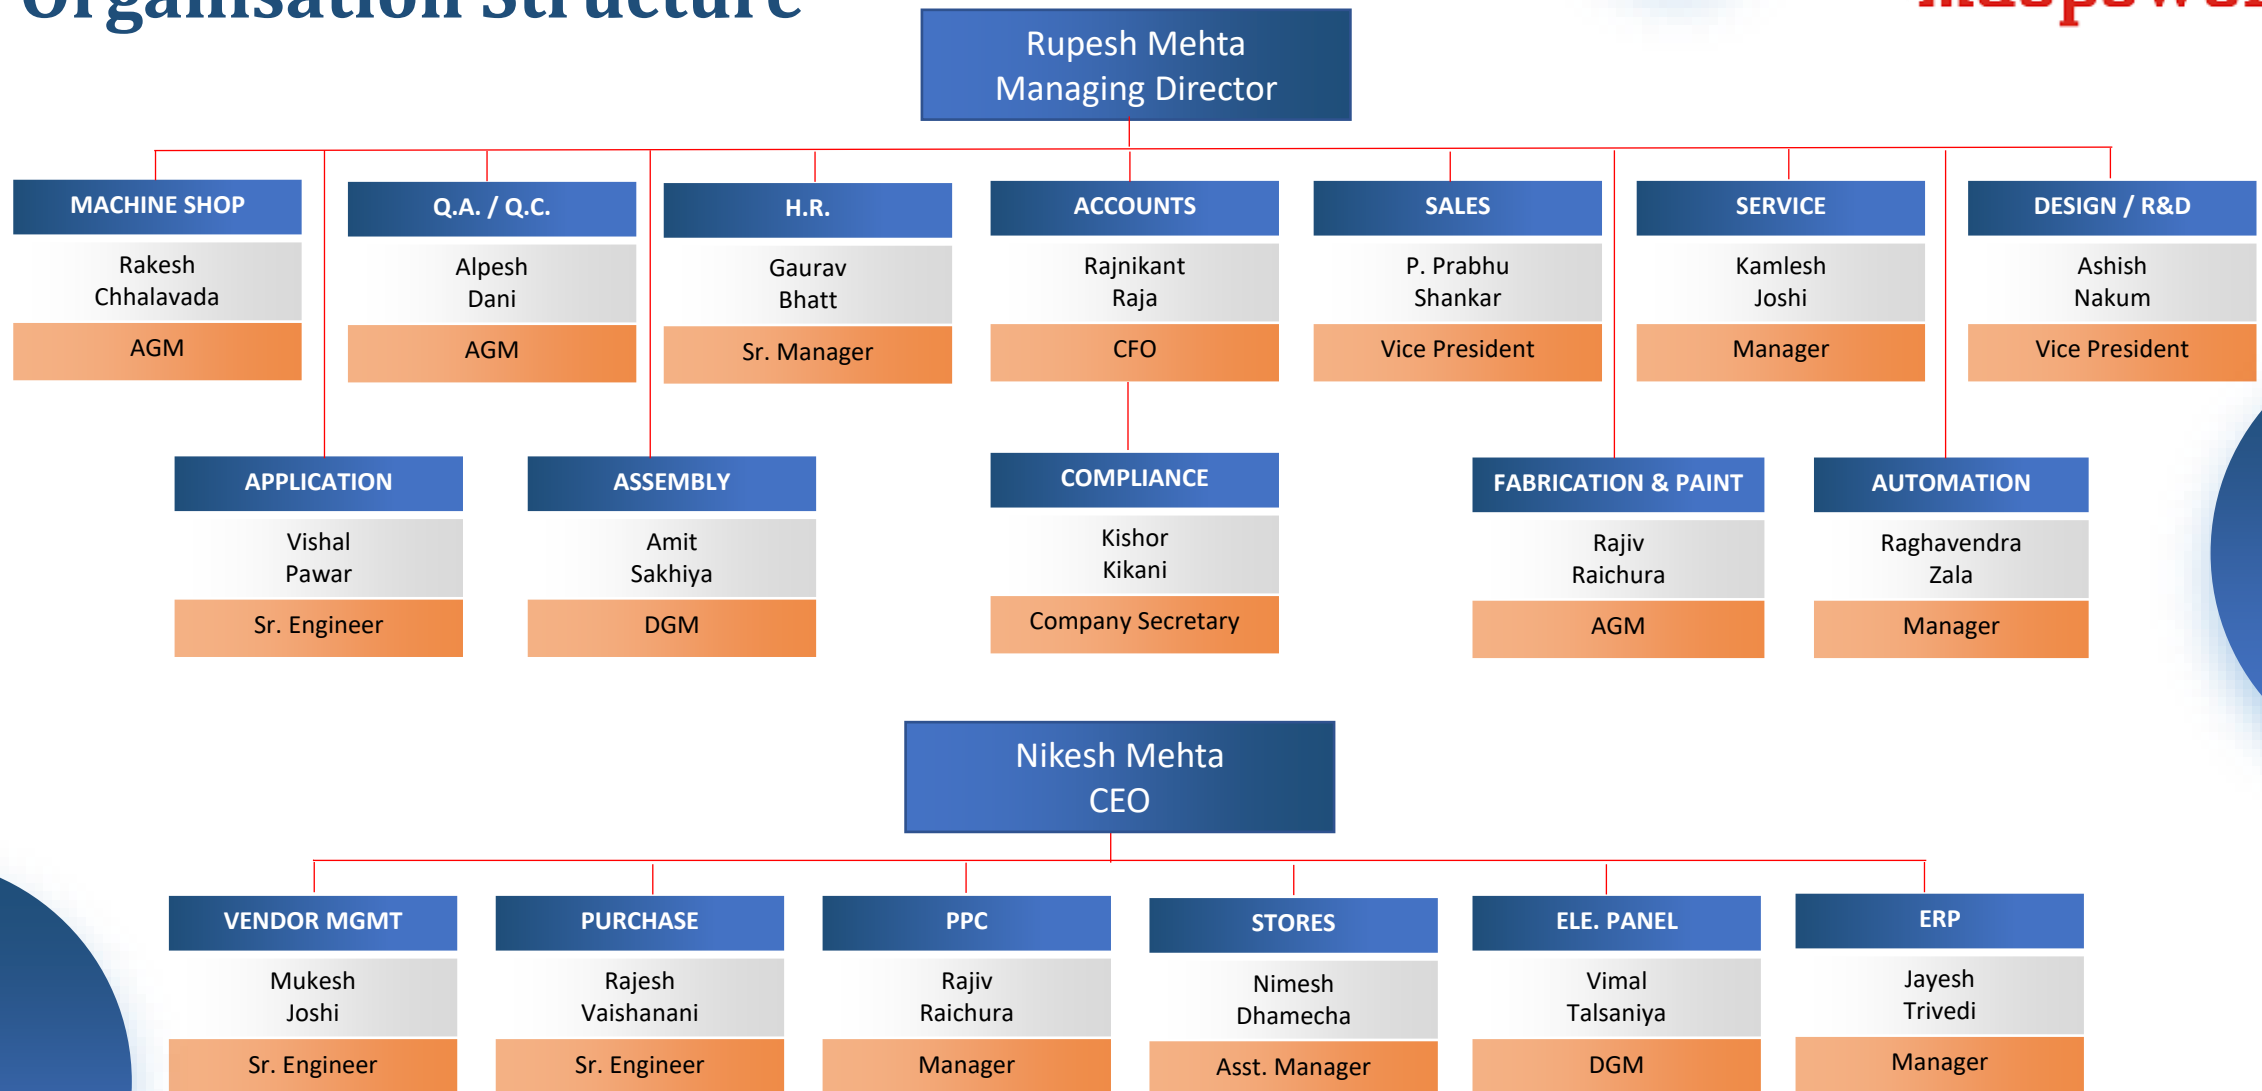 Organisation Structure
Rupesh Mehta
Managing Director
MACHINE SHOP
Rakesh
Chhalavada
AGM
Q.A. / Q.C.
Alpesh
Dani
AGM
H.R.
Gaurav
Bhatt
Sr. Manager
ACCOUNTS
Rajnikant
Raja
CFO
SALES
P. Prabhu
Shankar
Vice President
SERVICE
Kamlesh
Joshi
Manager
DESIGN / R&D
Ashish
Nakum
Vice President
APPLICATION
Vishal
Pawar
Sr. Engineer
ASSEMBLY
Amit
Sakhiya
DGM
COMPLIANCE
Kishor
Kikani
Company Secretary
FABRICATION & PAINT
Rajiv
Raichura
AGM
AUTOMATION
Raghavendra
Zala
Manager
Nikesh Mehta
CEO
VENDOR MGMT
Mukesh
Joshi
Sr. Engineer
PURCHASE
Rajesh
Vaishanani
Sr. Engineer
PPC
Rajiv
Raichura
Manager
STORES
Nimesh
Dhamecha
Asst. Manager
ELE. PANEL
Vimal
Talsaniya
DGM
ERP
Jayesh
Trivedi
Manager